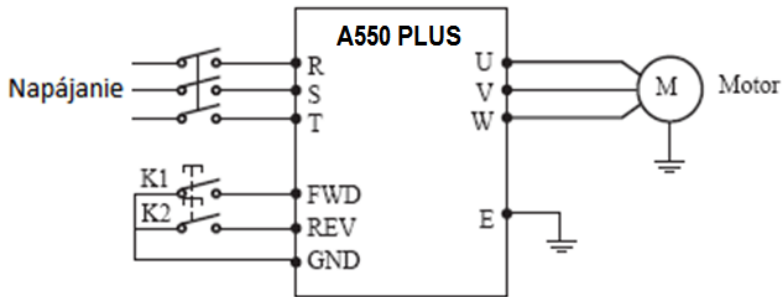 A550 PLUS
Napájanie
R
S
T
U
V
W
M
Motor
K1
K2
FWD
REV
GND
E